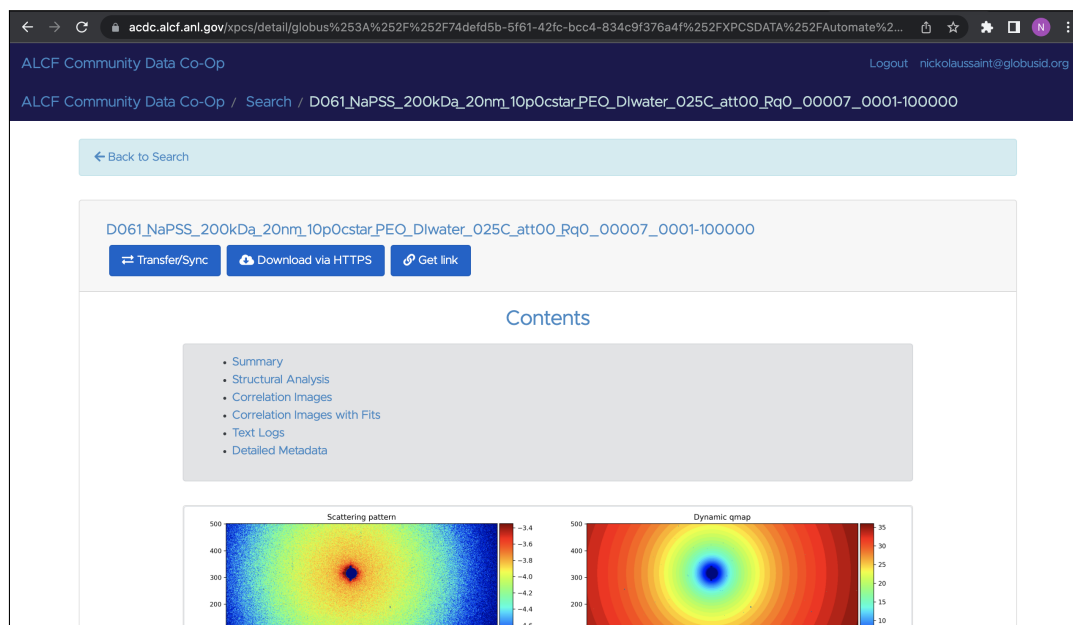 acdc.alcf.anl.gov/xpcs/detail/globus%253A%252F%252F74defd5b-5f61-42fc-bcc4-834c9f376a4f%252FXPCSDATA%252FAutomate%2...
N
ALCF Community Data Co-Op
Logout nickolaussaint@globusid.org
ALCF Community Data Co-Op / Search / D061_NaPSS_200kDa_20nm_10p0cstar_PEO_DIwater_025C_att00_Rq0_00007_0001-100000
Back to Search
D061_NaPSS_200kDa_20nm_10p0cstar_PEO_DIwater_025C_att00_Rq0_00007_0001-100000
Transfer/Sync Download via HTTPS Get link
Contents
• Summary
• Structural Analysis
• Correlation Images
• Correlation Images with Fits
• Text Logs
• Detailed Metadata
Scattering pattern
500
400
300
200
−3.4
−3.6
−3.8
−4.0
−4.2
−4.4
Dynamic qmap
500
400
300
200
35
30
25
20
15
10